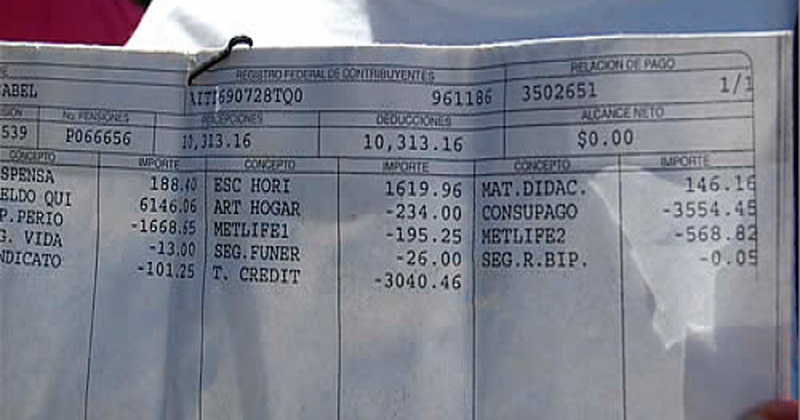 REGISTRO FEDERAL DE CONTRIBUYENTES RELACION DE PAGO
ABEL 690728TQ0 961186 3502651 1/1
No. PENSIONES PERCEPCIONES DEDUCCIONES ALCANCE NETO
539 P066656 10,313.16 10,313.16 $0.00
CONCEPTO IMPORTE CONCEPTO IMPORTE CONCEPTO IMPORTE
SPENSA 188.40 ESC HORI 1619.96 MAT.DIDAC. 146.16
ELDO QUI 6146.06 ART HOGAR -234.00 CONSUPAGO -3554.45
P.PERIO -1668.65 METLIFE1 -195.25 METLIFE2 -568.82
G. VIDA -13.00 SEG.FUNER -26.00 SEG.R.BIP. -0.05
NDICATO -101.25 T. CREDIT -3040.46